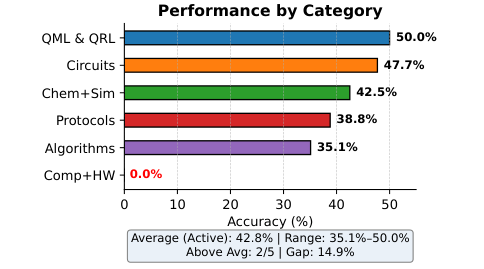 Performance by Category
QML & QRL
50.0%
Circuits
47.7%
Chem+Sim
42.5%
Protocols
38.8%
Algorithms
35.1%
Comp+HW
0.0%
0 10 20 30 40 50
Accuracy (%)
Average (Active): 42.8% | Range: 35.1%–50.0%
Above Avg: 2/5 | Gap: 14.9%